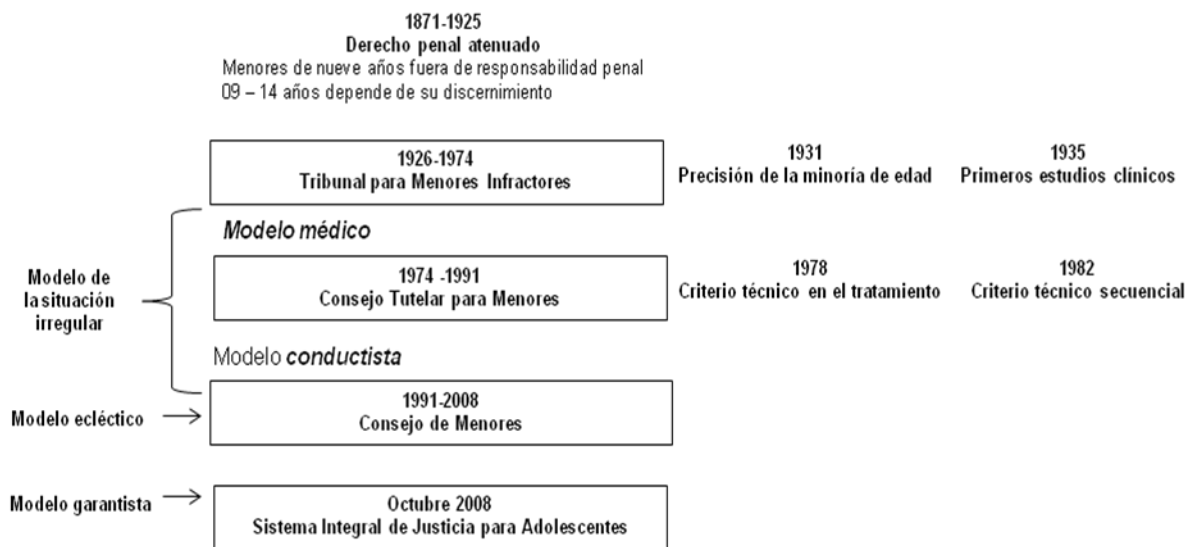 1871-1925
Derecho penal atenuado
Menores de nueve años fuera de responsabilidad penal
09 – 14 años depende de su discernimiento
1926-1974
Tribunal para Menores Infractores
1931
Precisión de la minoría de edad
1935
Primeros estudios clínicos
Modelo médico
Modelo de
la situación
irregular
1974 -1991
Consejo Tutelar para Menores
1978
Criterio técnico en el tratamiento
1982
Criterio técnico secuencial
Modelo conductista
Modelo ecléctico
1991-2008
Consejo de Menores
Modelo garantista
Octubre 2008
Sistema Integral de Justicia para Adolescentes